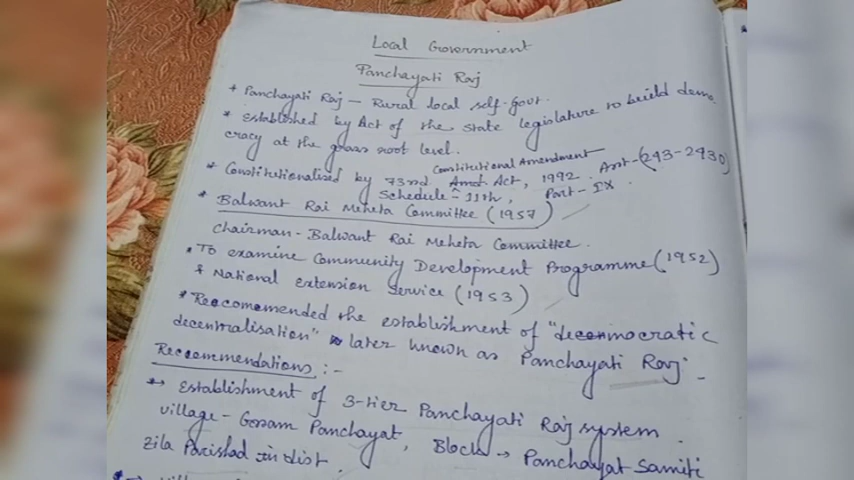 Local Government
Panchayati Raj
* Panchayati Raj – Rural local self-Govt.
* Established by Act of the state legislature to build demo
cracy at the grass root level.
Constitutional Amendment
* Constitutionalised by 73rd Amdt. Act, 1992. Art-(243-243O)
Schedule - 11th, Part-IX.
* Balwant Rai Meheta Committee (1957)
Chairman - Balwant Rai Meheta Committee.
* To examine Community Development Programme (1952)
& National Extension Service (1953)
* Recommended the establishment of "democratic
decentralisation" later known as Panchayati Raj.
Reccommendations :-
* → Establishment of 3-tier Panchayati Raj system.
Village - Gram Panchayat, Block → Panchayat Samiti
Zila Parishad in dist.